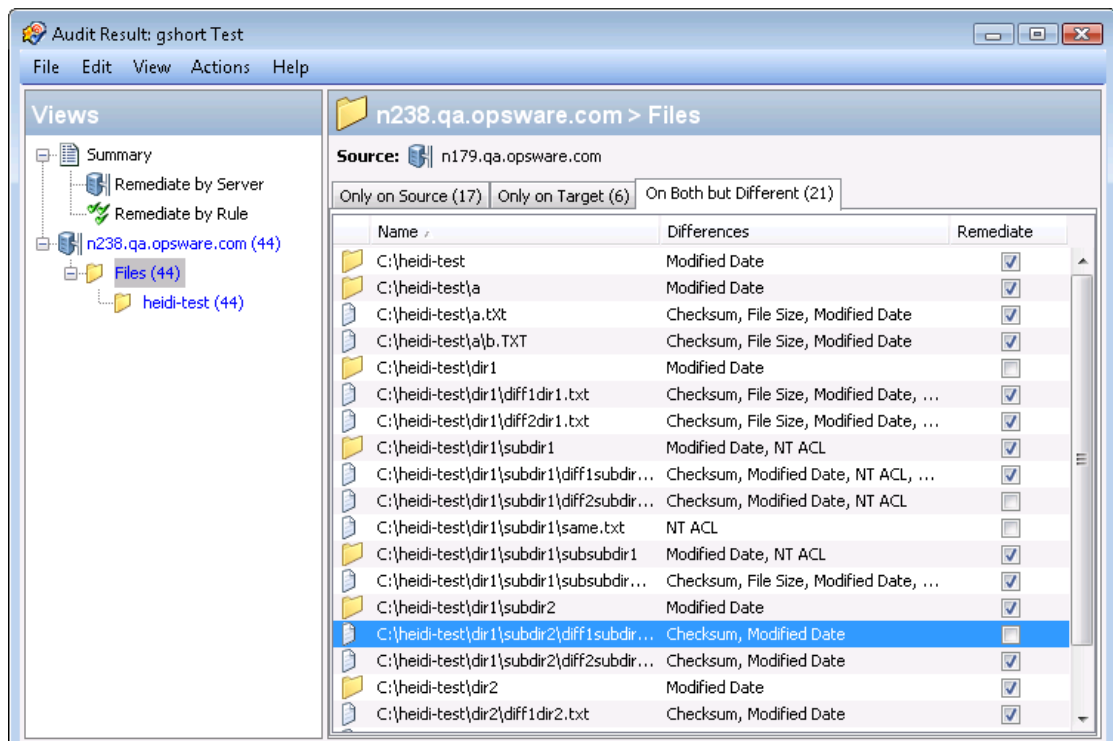 Audit Result: gshort Test
File Edit View Actions Help
Views
Summary
Remediate by Server
Remediate by Rule
n238.qa.opsware.com (44)
Files (44)
heidi-test (44)
n238.qa.opsware.com > Files
Source: n179.qa.opsware.com
Only on Source (17) Only on Target (6) On Both but Different (21)
Name Differences Remediate
C:\heidi-test Modified Date
C:\heidi-test\a Modified Date
C:\heidi-test\a.tXt Checksum, File Size, Modified Date
C:\heidi-test\a\b.TXT Checksum, File Size, Modified Date
C:\heidi-test\dir1 Modified Date
C:\heidi-test\dir1\diff1dir1.txt Checksum, File Size, Modified Date, ...
C:\heidi-test\dir1\diff2dir1.txt Checksum, File Size, Modified Date, ...
C:\heidi-test\dir1\subdir1 Modified Date, NT ACL
C:\heidi-test\dir1\subdir1\diff1subdir... Checksum, Modified Date, NT ACL, ...
C:\heidi-test\dir1\subdir1\diff2subdir... Checksum, Modified Date, NT ACL
C:\heidi-test\dir1\subdir1\same.txt NT ACL
C:\heidi-test\dir1\subdir1\subsubdir1 Modified Date, NT ACL
C:\heidi-test\dir1\subdir1\subsubdir... Checksum, File Size, Modified Date, ...
C:\heidi-test\dir1\subdir2 Modified Date
C:\heidi-test\dir1\subdir2\diff1subdir... Checksum, Modified Date
C:\heidi-test\dir1\subdir2\diff2subdir... Checksum, Modified Date
C:\heidi-test\dir2 Modified Date
C:\heidi-test\dir2\diff1dir2.txt Checksum, Modified Date